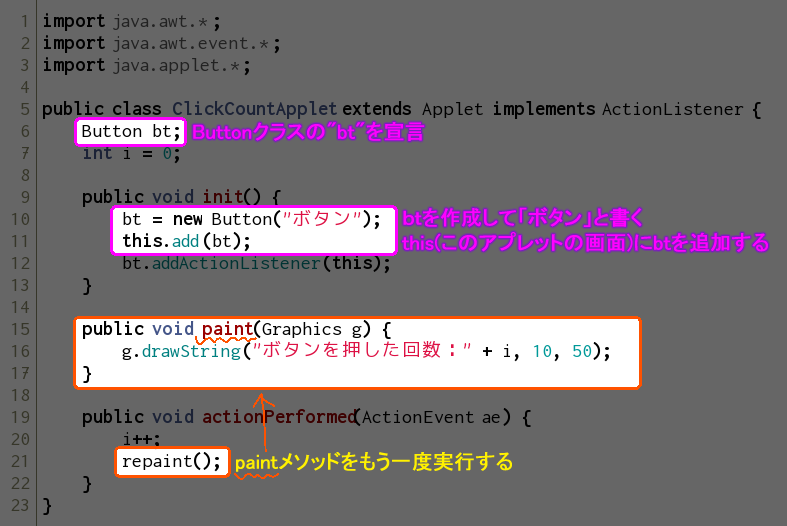 1 import java.awt.*;
2 import java.awt.event.*;
3 import java.applet.*;
4
5 public class ClickCountApplet extends Applet implements ActionListener {
6 Button bt; Buttonクラスの"bt"を宣言
7 int i = 0;
8
9 public void init() {
10 bt = new Button("ボタン"); btを作成して「ボタン」と書く
11 this.add(bt); this(このアプレットの画面)にbtを追加する
12 bt.addActionListener(this);
13 }
14
15 public void paint(Graphics g) {
16 g.drawString("ボタンを押した回数：" + i, 10, 50);
17 }
18
19 public void actionPerformed(ActionEvent ae) {
20 i++;
21 repaint(); paintメソッドをもう一度実行する
22 }
23 }